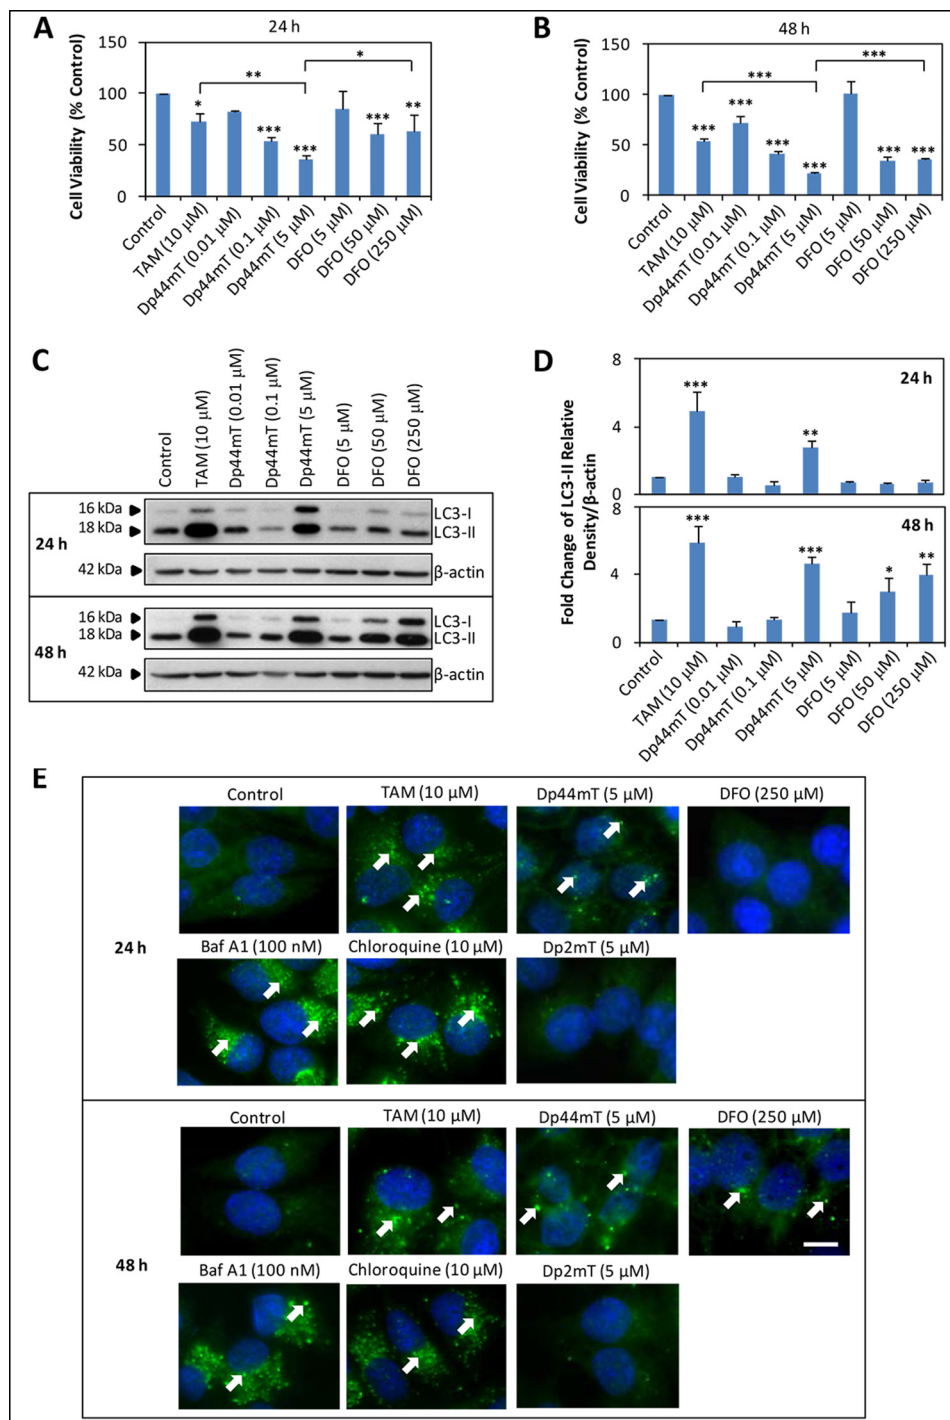 A
24 h
150
100
50
0
Cell Viability (% Control)
*
***
***
***
**
**
*
Control
TAM (10 μM)
Dp44mT (0.01 μM)
Dp44mT (0.1 μM)
Dp44mT (5 μM)
DFO (5 μM)
DFO (50 μM)
DFO (250 μM)
B
48 h
150
100
50
0
Cell Viability (% Control)
***
***
***
***
***
***
***
***
Control
TAM (10 μM)
Dp44mT (0.01 μM)
Dp44mT (0.1 μM)
Dp44mT (5 μM)
DFO (5 μM)
DFO (50 μM)
DFO (250 μM)
C
Control
TAM (10 μM)
Dp44mT (0.01 μM)
Dp44mT (0.1 μM)
Dp44mT (5 μM)
DFO (5 μM)
DFO (50 μM)
DFO (250 μM)
24 h
16 kDa LC3-I
18 kDa LC3-II
42 kDa β-actin
48 h
16 kDa LC3-I
18 kDa LC3-II
42 kDa β-actin
D
Fold Change of LC3-II Relative
Density/β-actin
8
4
0
24 h
***
**
8
4
0
48 h
***
***
*
**
Control
TAM (10 μM)
Dp44mT (0.01 μM)
Dp44mT (0.1 μM)
Dp44mT (5 μM)
DFO (5 μM)
DFO (50 μM)
DFO (250 μM)
E
24 h
Control TAM (10 μM) Dp44mT (5 μM) DFO (250 μM)
Baf A1 (100 nM) Chloroquine (10 μM) Dp2mT (5 μM)
48 h
Control TAM (10 μM) Dp44mT (5 μM) DFO (250 μM)
Baf A1 (100 nM) Chloroquine (10 μM) Dp2mT (5 μM)